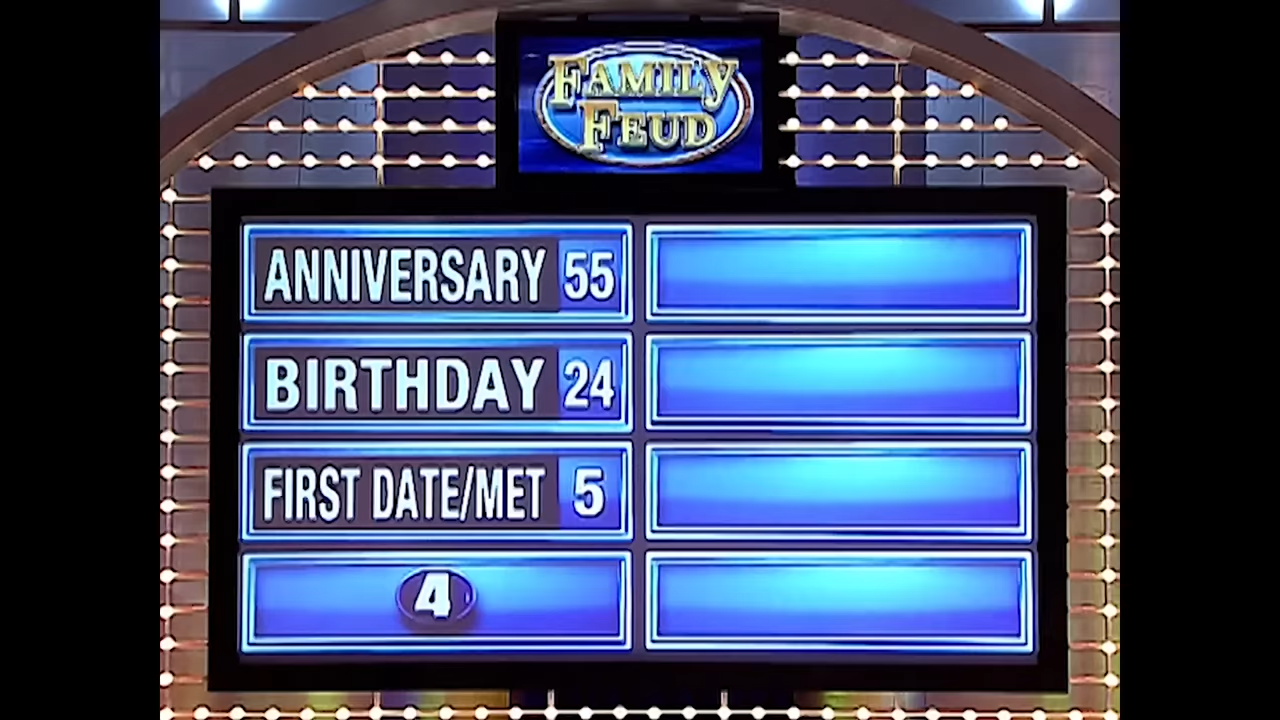 FAMILY
FEUD
ANNIVERSARY 55
BIRTHDAY 24
FIRST DATE/MET 5
4